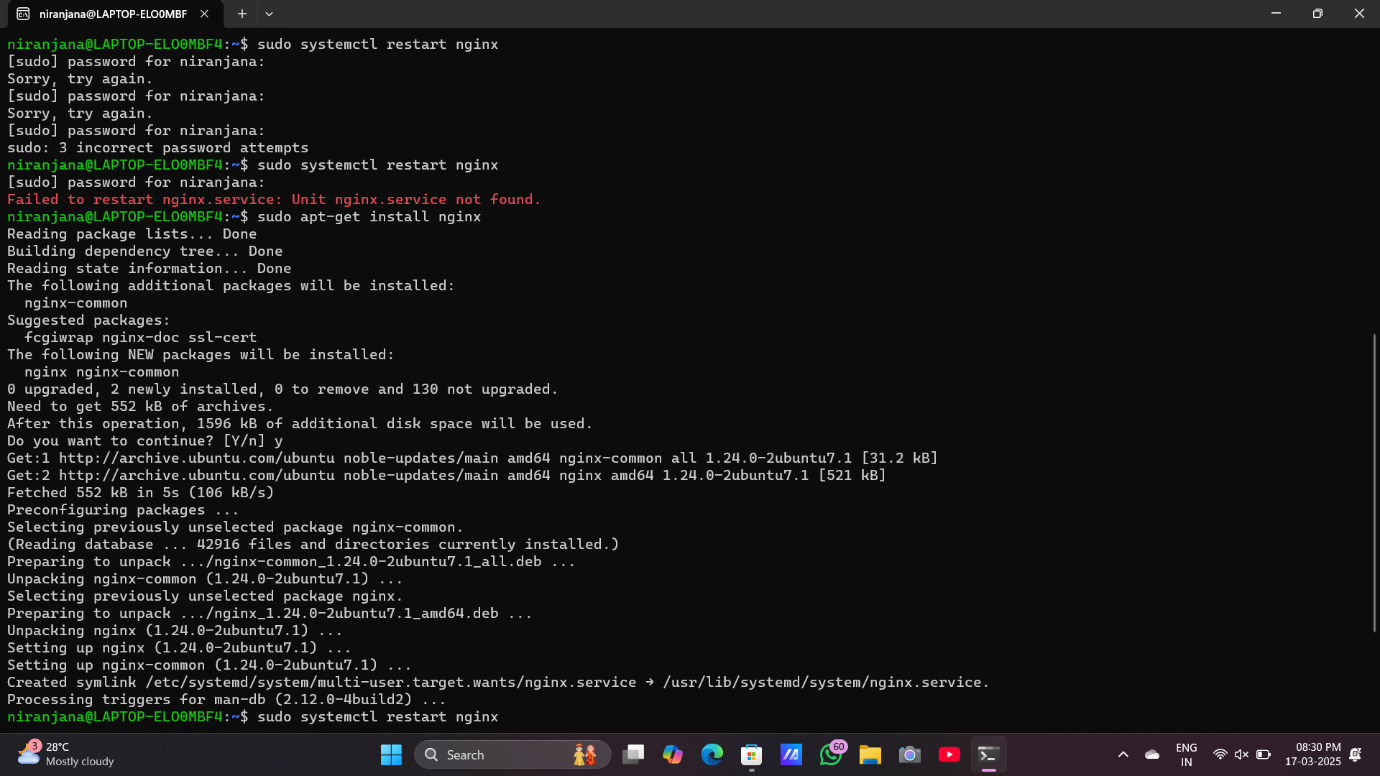 niranjana@LAPTOP-ELO0MBF
niranjana@LAPTOP-ELO0MBF4:~$ sudo systemctl restart nginx
[sudo] password for niranjana:
Sorry, try again.
[sudo] password for niranjana:
Sorry, try again.
[sudo] password for niranjana:
sudo: 3 incorrect password attempts
niranjana@LAPTOP-ELO0MBF4:~$ sudo systemctl restart nginx
[sudo] password for niranjana:
Failed to restart nginx.service: Unit nginx.service not found.
niranjana@LAPTOP-ELO0MBF4:~$ sudo apt-get install nginx
Reading package lists... Done
Building dependency tree... Done
Reading state information... Done
The following additional packages will be installed:
  nginx-common
Suggested packages:
  fcgiwrap nginx-doc ssl-cert
The following NEW packages will be installed:
  nginx nginx-common
0 upgraded, 2 newly installed, 0 to remove and 130 not upgraded.
Need to get 552 kB of archives.
After this operation, 1596 kB of additional disk space will be used.
Do you want to continue? [Y/n] y
Get:1 http://archive.ubuntu.com/ubuntu noble-updates/main amd64 nginx-common all 1.24.0-2ubuntu7.1 [31.2 kB]
Get:2 http://archive.ubuntu.com/ubuntu noble-updates/main amd64 nginx amd64 1.24.0-2ubuntu7.1 [521 kB]
Fetched 552 kB in 5s (106 kB/s)
Preconfiguring packages ...
Selecting previously unselected package nginx-common.
(Reading database ... 42916 files and directories currently installed.)
Preparing to unpack .../nginx-common_1.24.0-2ubuntu7.1_all.deb ...
Unpacking nginx-common (1.24.0-2ubuntu7.1) ...
Selecting previously unselected package nginx.
Preparing to unpack .../nginx_1.24.0-2ubuntu7.1_amd64.deb ...
Unpacking nginx (1.24.0-2ubuntu7.1) ...
Setting up nginx (1.24.0-2ubuntu7.1) ...
Setting up nginx-common (1.24.0-2ubuntu7.1) ...
Created symlink /etc/systemd/system/multi-user.target.wants/nginx.service → /usr/lib/systemd/system/nginx.service.
Processing triggers for man-db (2.12.0-4build2) ...
niranjana@LAPTOP-ELO0MBF4:~$ sudo systemctl restart nginx
3
28°C
Mostly cloudy
Search
60
ENG
IN
08:30 PM
17-03-2025